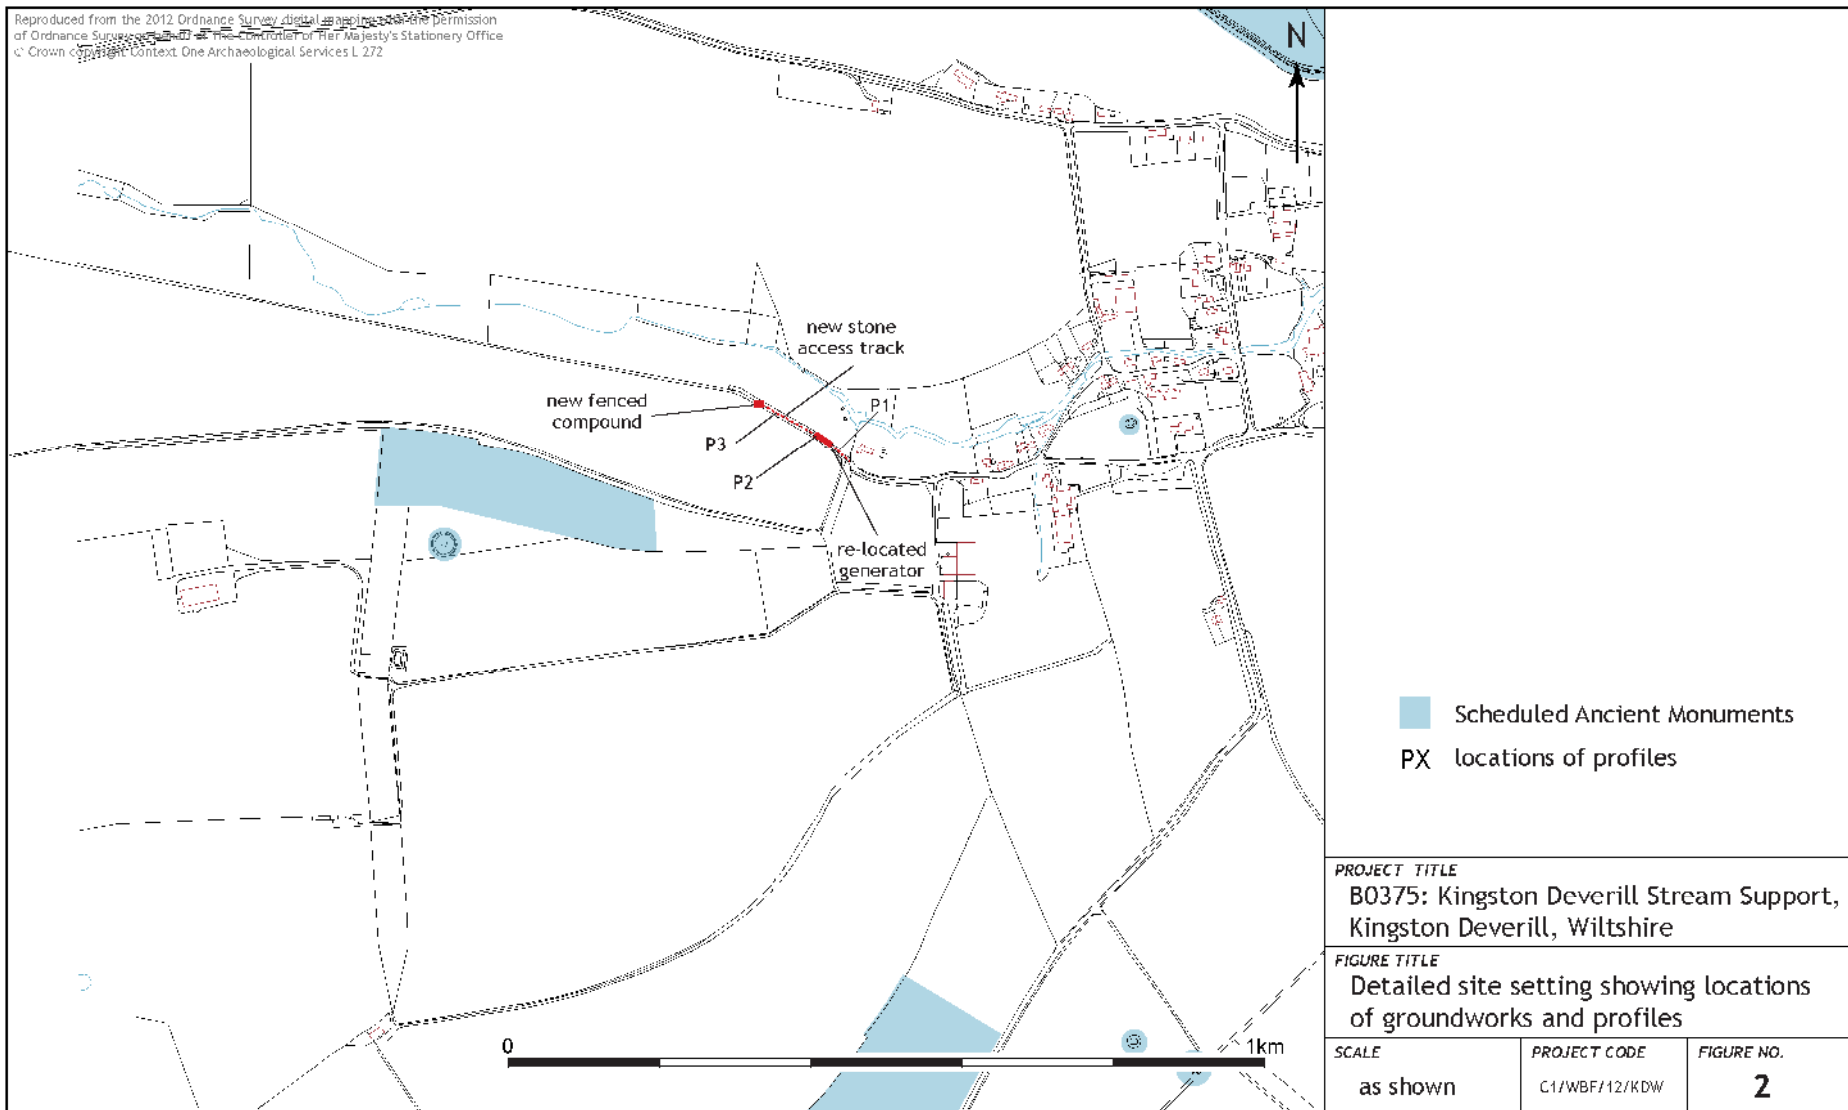 Reproduced from the 2012 Ordnance Survey digital mapping with the permission
of Ordnance Survey on behalf of The Controller of Her Majesty's Stationery Office
© Crown copyright Context One Archaeological Services L 272
N
new stone
access track
new fenced
compound
P1
P3
P2
re-located
generator
0
1km
Scheduled Ancient Monuments
PX locations of profiles
PROJECT TITLE
B0375: Kingston Deverill Stream Support,
Kingston Deverill, Wiltshire
FIGURE TITLE
Detailed site setting showing locations
of groundworks and profiles
SCALE
as shown
PROJECT CODE
C1/WBF/12/KDW
FIGURE NO.
2